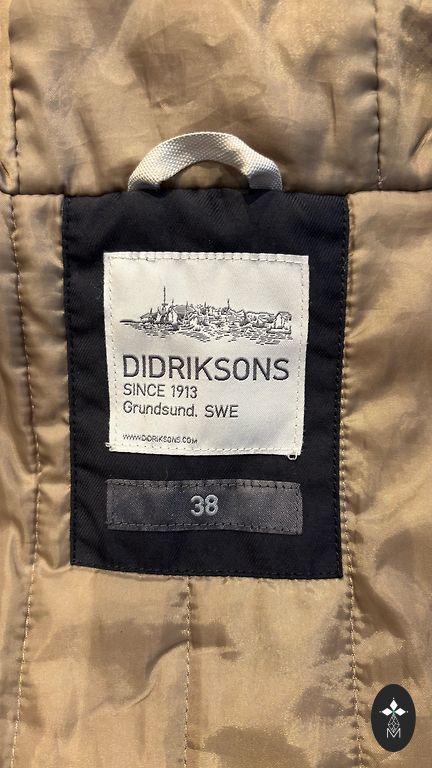 DIDRIKSONS
SINCE 1913
Grundsund. SWE
WWW.DIDRIKSONS.COM
38